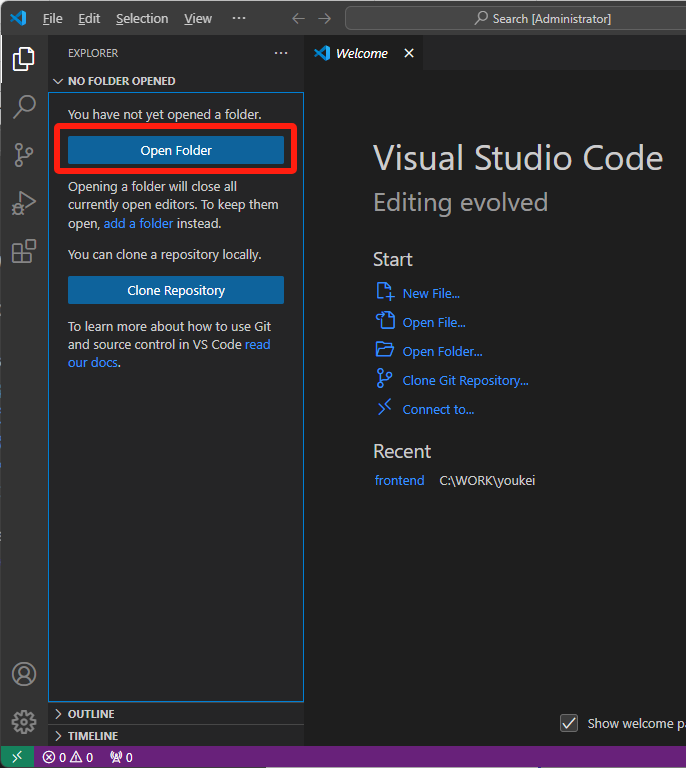 File Edit Selection View ··· Search [Administrator]
EXPLORER ···
NO FOLDER OPENED
You have not yet opened a folder.
Open Folder
Opening a folder will close all
currently open editors. To keep them
open, add a folder instead.
You can clone a repository locally.
Clone Repository
To learn more about how to use Git
and source control in VS Code read
our docs.
OUTLINE
TIMELINE
Welcome
Visual Studio Code
Editing evolved
Start
New File...
Open File...
Open Folder...
Clone Git Repository...
Connect to...
Recent
frontend C:\WORK\youkei
Show welcome
0 0 0